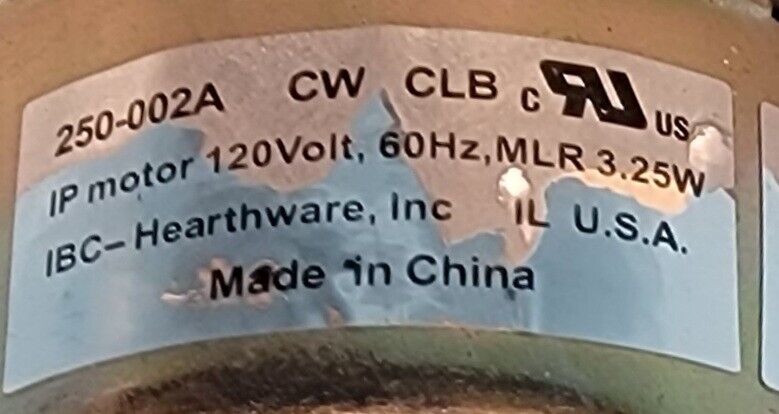 250-002A CW CLB c RU US
IP motor 120Volt, 60Hz, MLR 3.25W
IBC-Hearthware, Inc IL U.S.A.
Made in China